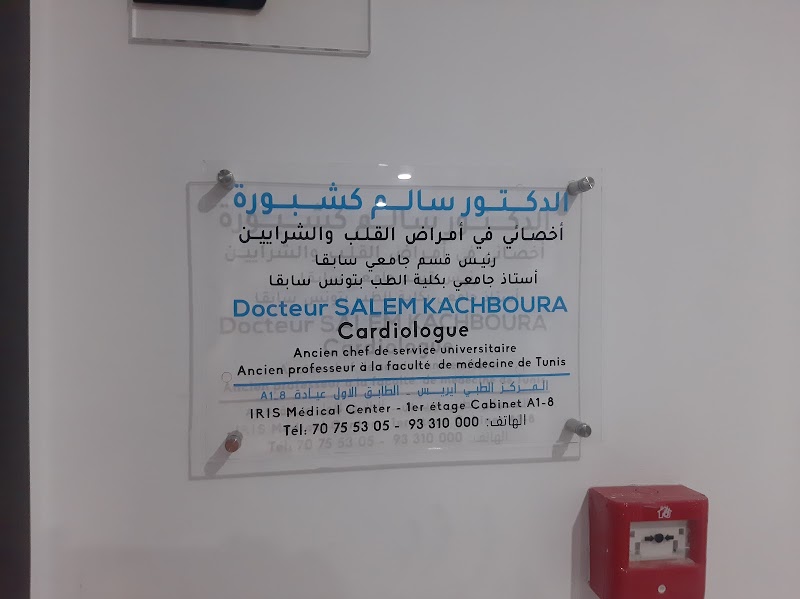 الدكتور سالم كشبورة
أخصائي في أمراض القلب والشرايين
رئيس قسم جامعي سابقا
أستاذ جامعي بكلية الطب بتونس سابقا
Docteur SALEM KACHBOURA
Cardiologue
Ancien chef de service universitaire
Ancien professeur à la faculté de médecine de Tunis
المركز الطبي ايريس - الطابق الأول عيادة A1-8
IRIS Médical Center - 1er étage Cabinet A1-8
Tél: 70 75 53 05 - 93 310 000 :الهاتف